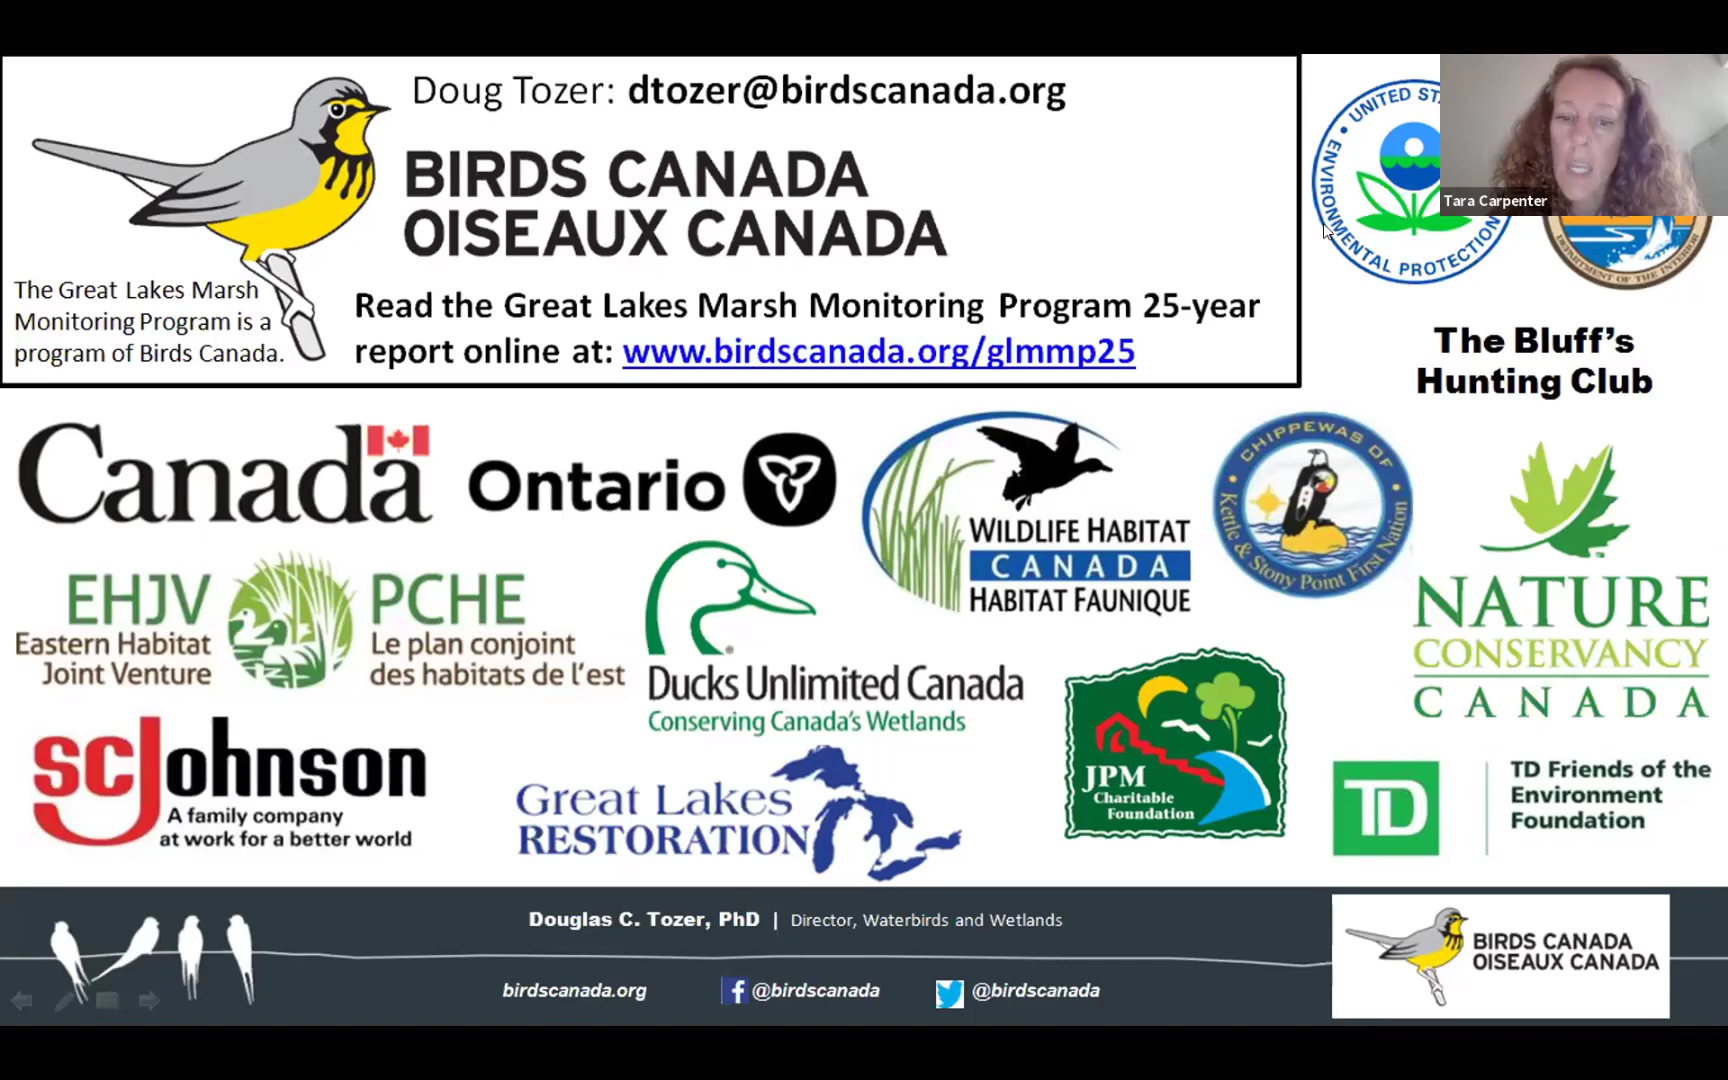 Doug Tozer: dtozer@birdscanada.org
BIRDS CANADA
OISEAUX CANADA
The Great Lakes Marsh
Monitoring Program is a
program of Birds Canada.
Read the Great Lakes Marsh Monitoring Program 25-year
report online at: www.birdscanada.org/glmmp25
UNITED
ENVIRONMENTAL PROTECTION
Tara Carpenter
DEPARTMENT OF THE INTERIOR
The Bluff's
Hunting Club
Canada
Ontario
WILDLIFE HABITAT
CANADA
HABITAT FAUNIQUE
CHIPPEWAS OF
Kettle & Stony Point First Nation
NATURE
CONSERVANCY
CANADA
EHJV
Eastern Habitat
Joint Venture
PCHE
Le plan conjoint
des habitats de l'est
Ducks Unlimited Canada
Conserving Canada's Wetlands
SC Johnson
A family company
at work for a better world
Great Lakes
RESTORATION
JPM
Charitable
Foundation
TD
TD Friends of the
Environment
Foundation
Douglas C. Tozer, PhD | Director, Waterbirds and Wetlands
birdscanada.org
@birdscanada
@birdscanada
BIRDS CANADA
OISEAUX CANADA